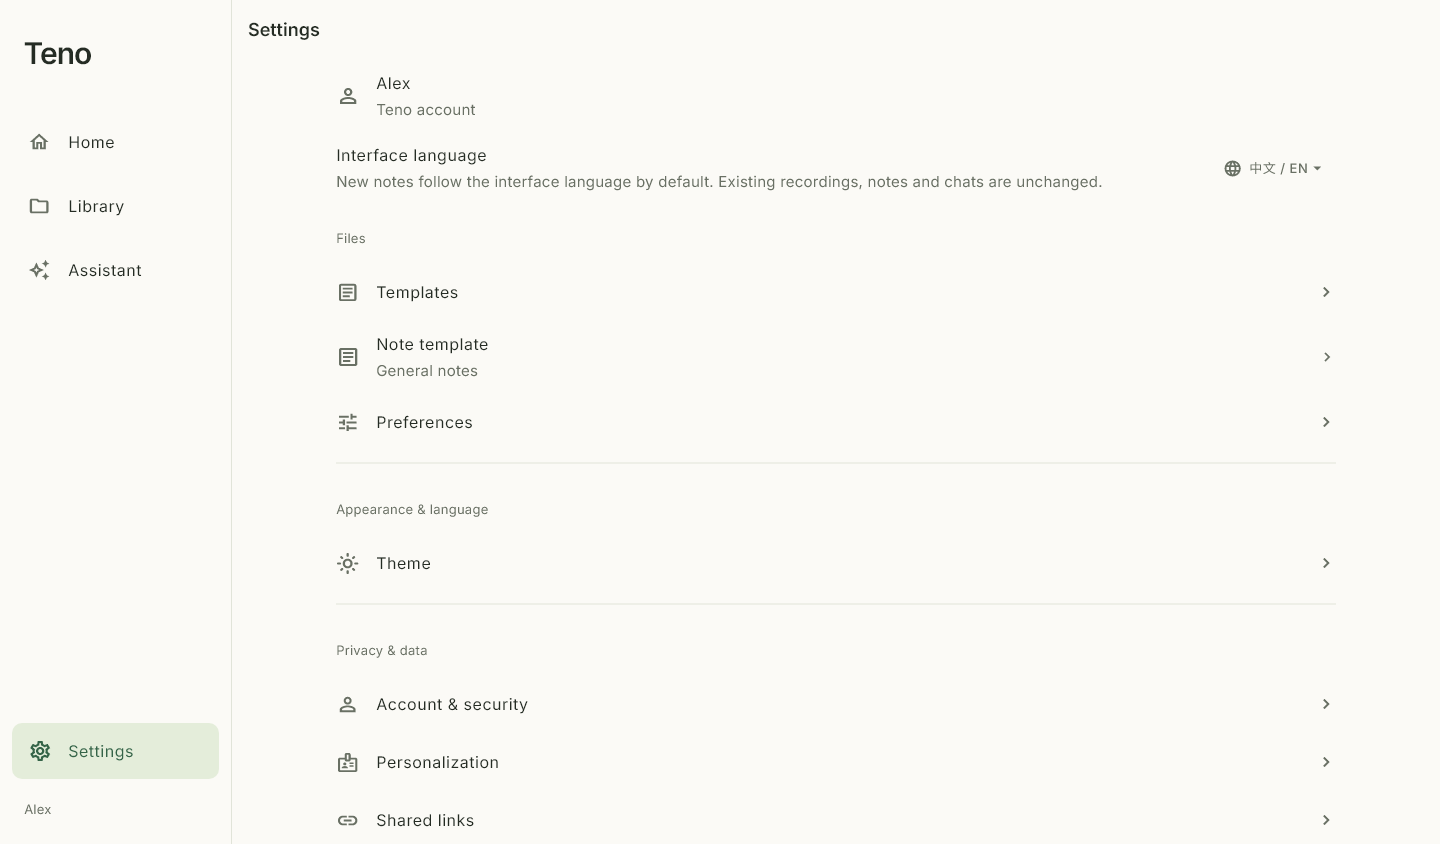 Teno
Home
Library
Assistant
Settings
Alex
Settings
Alex
Teno account
Interface language
New notes follow the interface language by default. Existing recordings, notes and chats are unchanged.
中文 / EN
Files
Templates
Note template
General notes
Preferences
Appearance & language
Theme
Privacy & data
Account & security
Personalization
Shared links